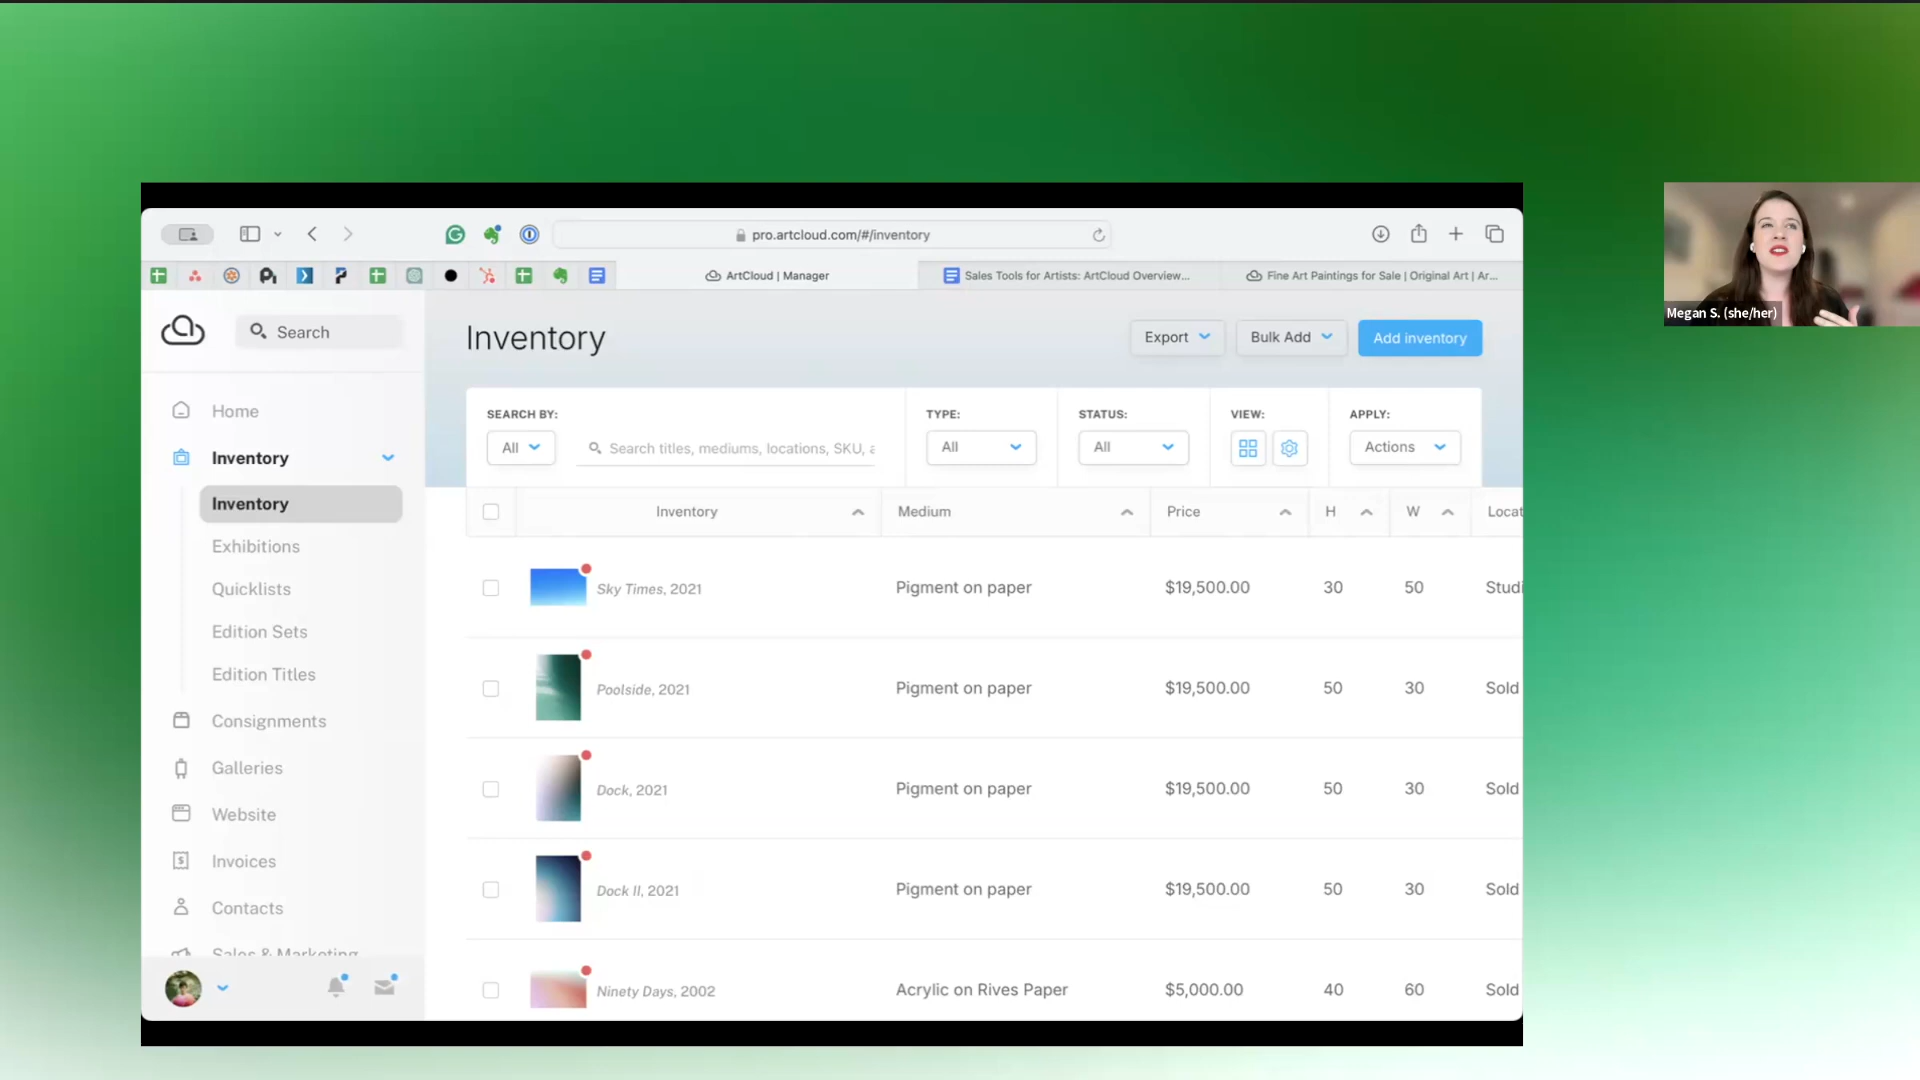 pro.artcloud.com/#/inventory
ArtCloud | Manager
Sales Tools for Artists: ArtCloud Overview...
Fine Art Paintings for Sale | Original Art | Ar...
Megan S. (she/her)
Search
Home
Inventory
Inventory
Exhibitions
Quicklists
Edition Sets
Edition Titles
Consignments
Galleries
Website
Invoices
Contacts
Sales & Marketing
Inventory
Export
Bulk Add
Add inventory
SEARCH BY:
All
Search titles, mediums, locations, SKU, a
TYPE:
All
STATUS:
All
VIEW:
APPLY:
Actions
Inventory Medium Price H W Locat
Sky Times, 2021 Pigment on paper $19,500.00 30 50 Studi
Poolside, 2021 Pigment on paper $19,500.00 50 30 Sold
Dock, 2021 Pigment on paper $19,500.00 50 30 Sold
Dock II, 2021 Pigment on paper $19,500.00 50 30 Sold
Ninety Days, 2002 Acrylic on Rives Paper $5,000.00 40 60 Sold